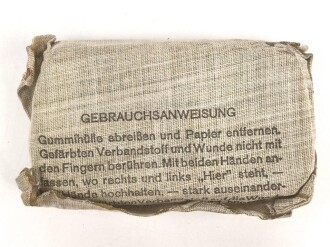 GEBRAUCHSANWEISUNG
Gummihülle abreißen und Papier entfernen.
Gefärbten Verbandstoff und Wunde nicht mit
den Fingern berühren. Mit beiden Händen an-
fassen, wo rechts und links „Hier" steht, —
Hände hochhalten, — stark auseinander-